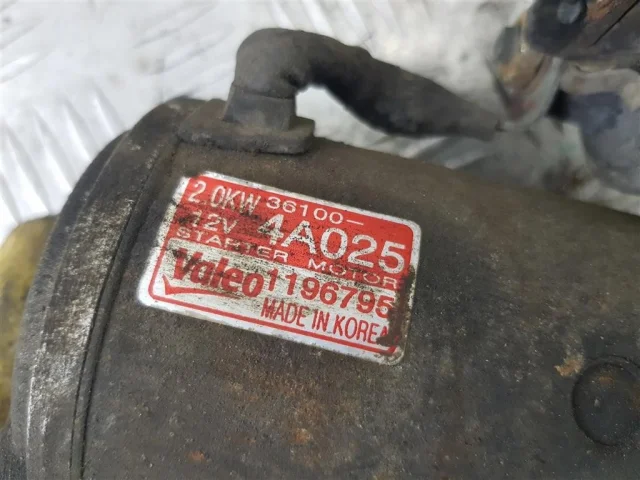 2.0KW 36100-
12V 4A025
STARTER MOTOR
Valeo 1196795
MADE IN KOREA